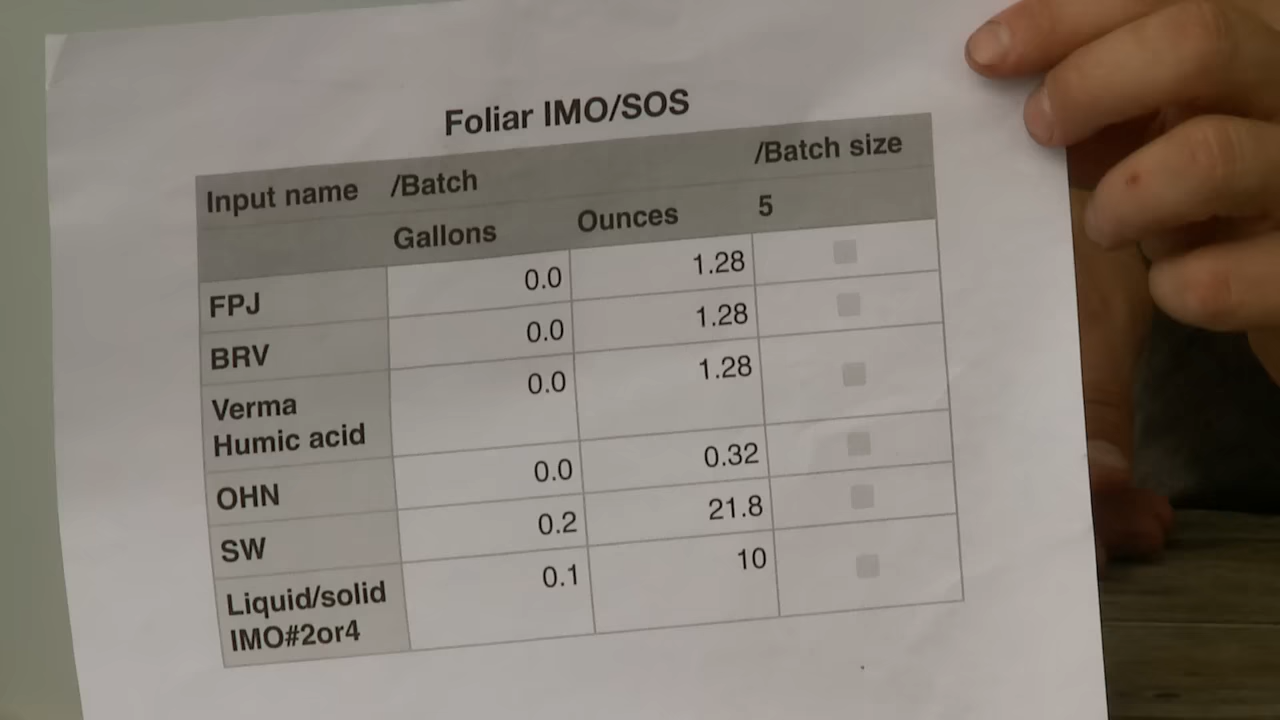 Foliar IMO/SOS
Input name /Batch /Batch size
Gallons Ounces 5
FPJ 0.0 1.28
BRV 0.0 1.28
Verma 0.0 1.28
Humic acid
OHN 0.0 0.32
SW 0.2 21.8
Liquid/solid 0.1 10
IMO#2or4